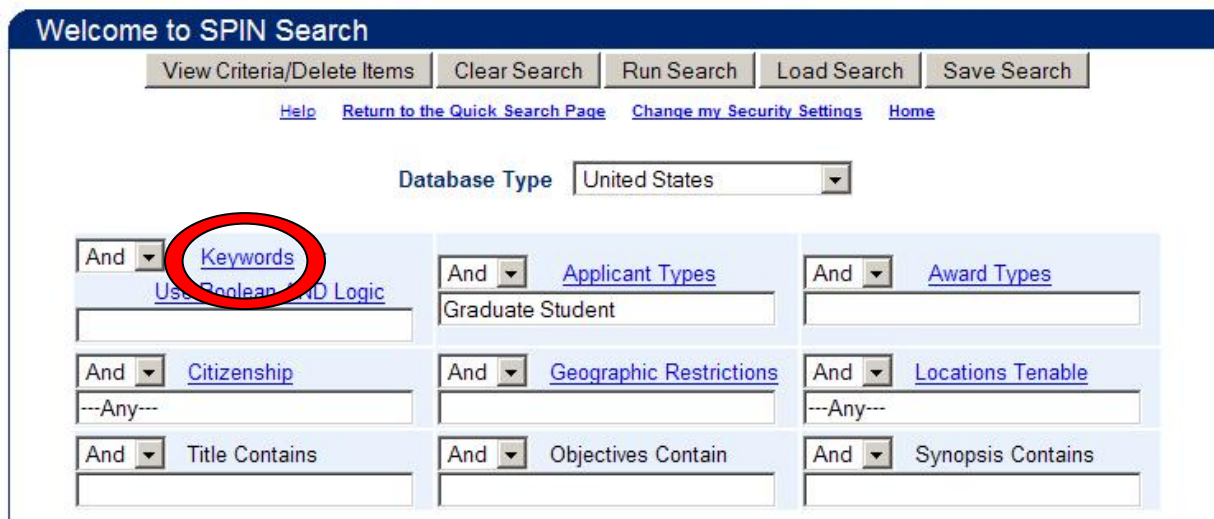 Welcome to SPIN Search
View Criteria/Delete Items Clear Search Run Search Load Search Save Search
Help Return to the Quick Search Page Change my Security Settings Home
Database Type United States
And Keywords
Use Boolean AND Logic
And Applicant Types
Graduate Student
And Award Types
And Citizenship
---Any---
And Geographic Restrictions
And Locations Tenable
---Any---
And Title Contains
And Objectives Contain
And Synopsis Contains